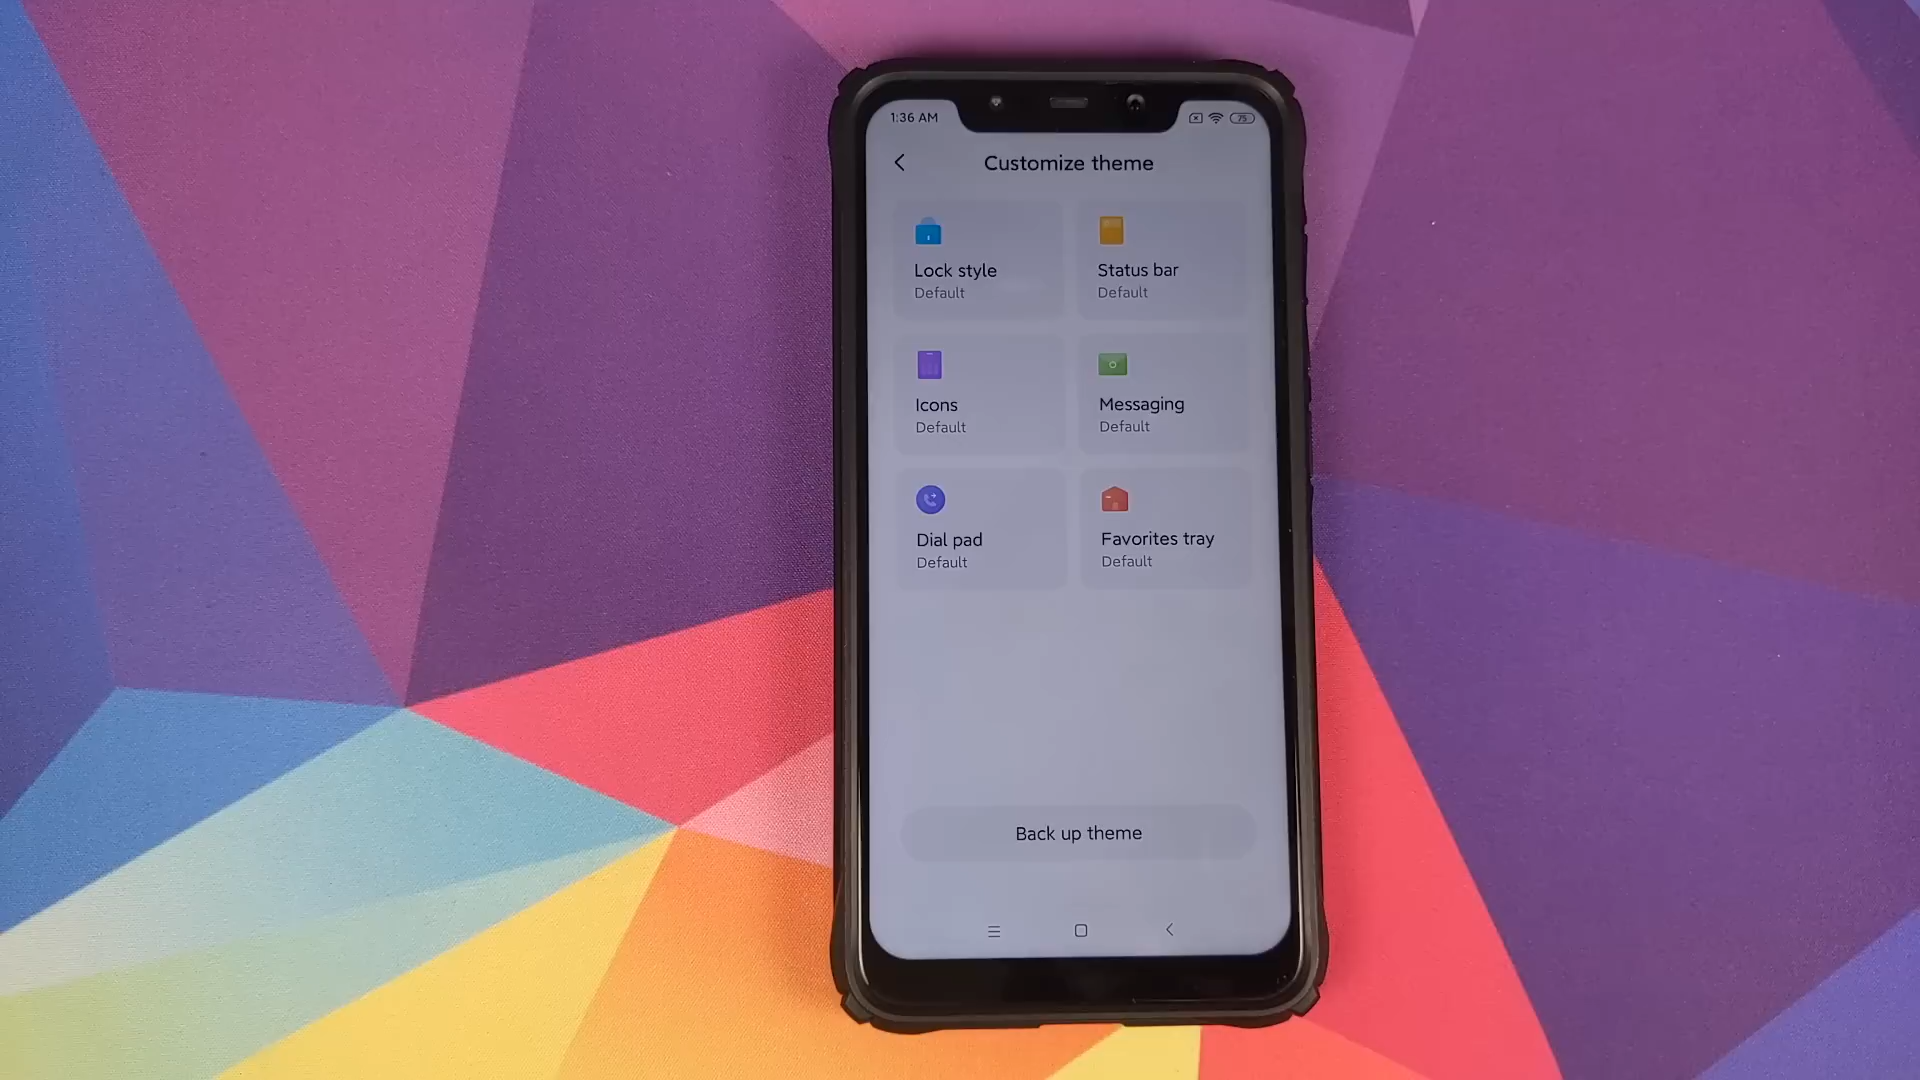 1:36 AM
75
Customize theme
Lock style
Default
Status bar
Default
Icons
Default
Messaging
Default
Dial pad
Default
Favorites tray
Default
Back up theme